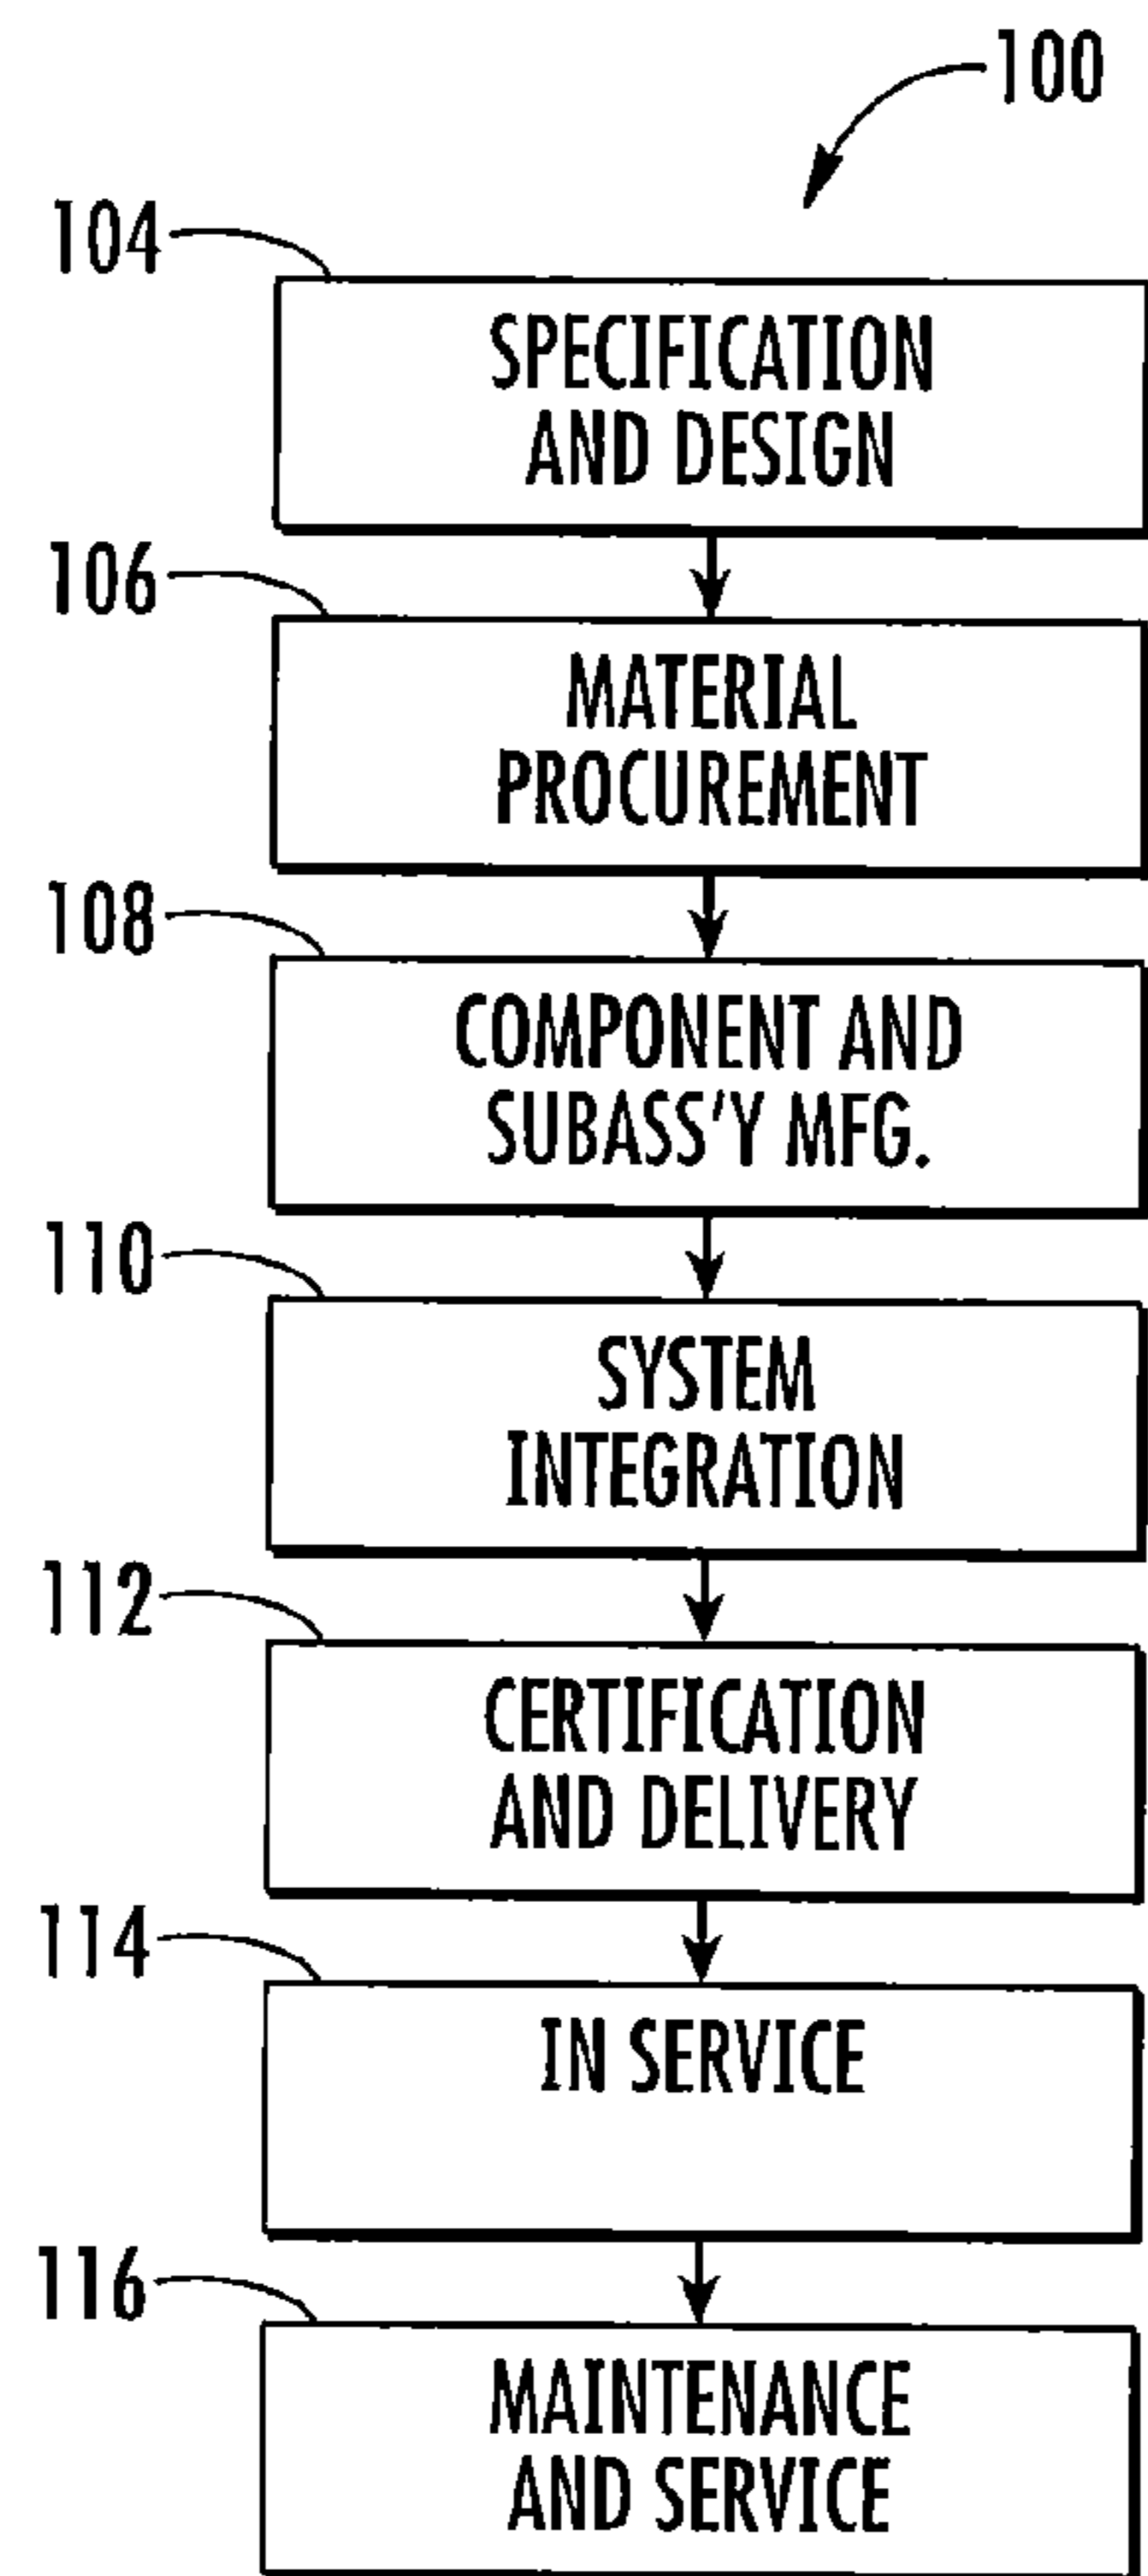 100
104
SPECIFICATION
AND DESIGN
106
MATERIAL
PROCUREMENT
108
COMPONENT AND
SUBASS'Y MFG.
110
SYSTEM
INTEGRATION
112
CERTIFICATION
AND DELIVERY
114
IN SERVICE
116
MAINTENANCE
AND SERVICE